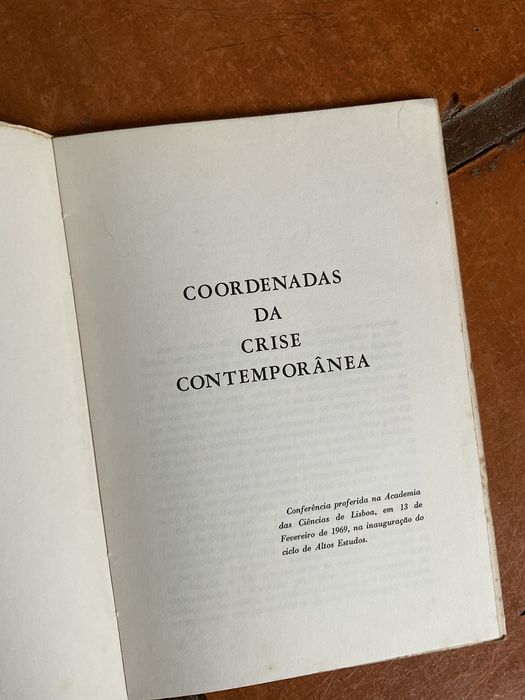 COORDENADAS
DA
CRISE
CONTEMPORÂNEA
Conferência proferida na Academia
das Ciências de Lisboa, em 13 de
Fevereiro de 1969, na inauguração do
ciclo de Altos Estudos.